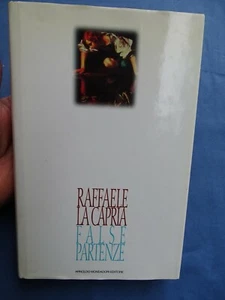 RAFFAELE
LA CAPRIA
FALSE
PARTENZE
ARNOLDO MONDADORI EDITORE